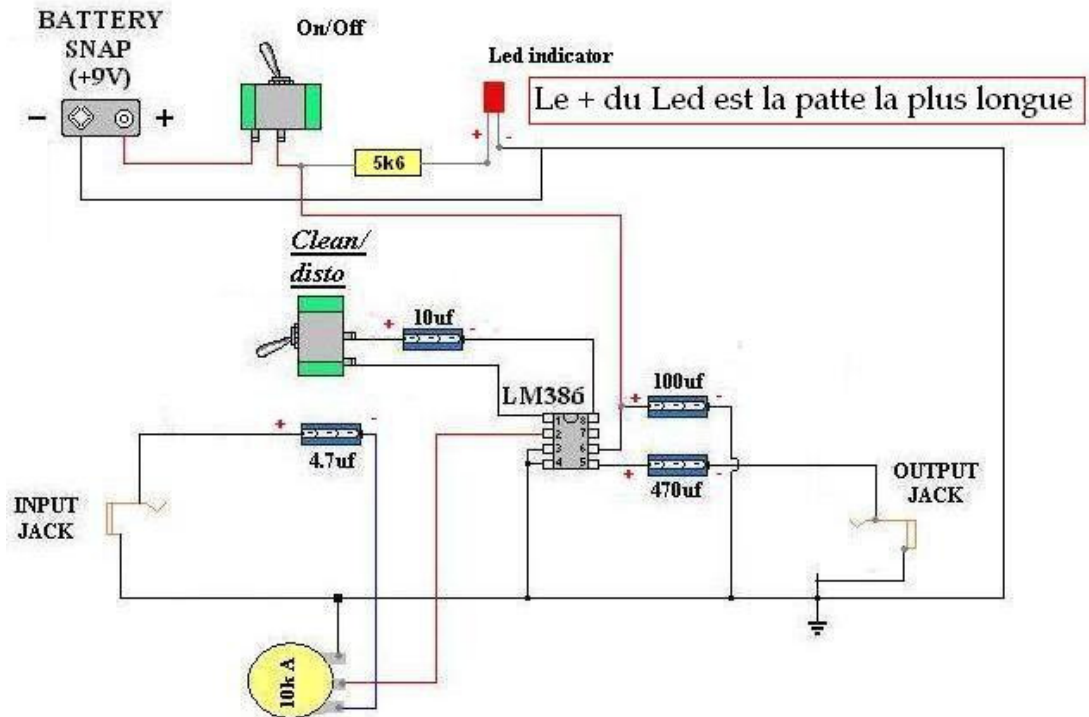 BATTERY
SNAP
(+9V)
On/Off
Led indicator
Le + du Led est la patte la plus longue
- +
+ -
5k6
Clean/
disto
+ 10uf -
LM386
100uf
+ -
1 8
2 7
3 6
4 5
+ -
4.7uf
+ -
470uf
INPUT
JACK
OUTPUT
JACK
10k A